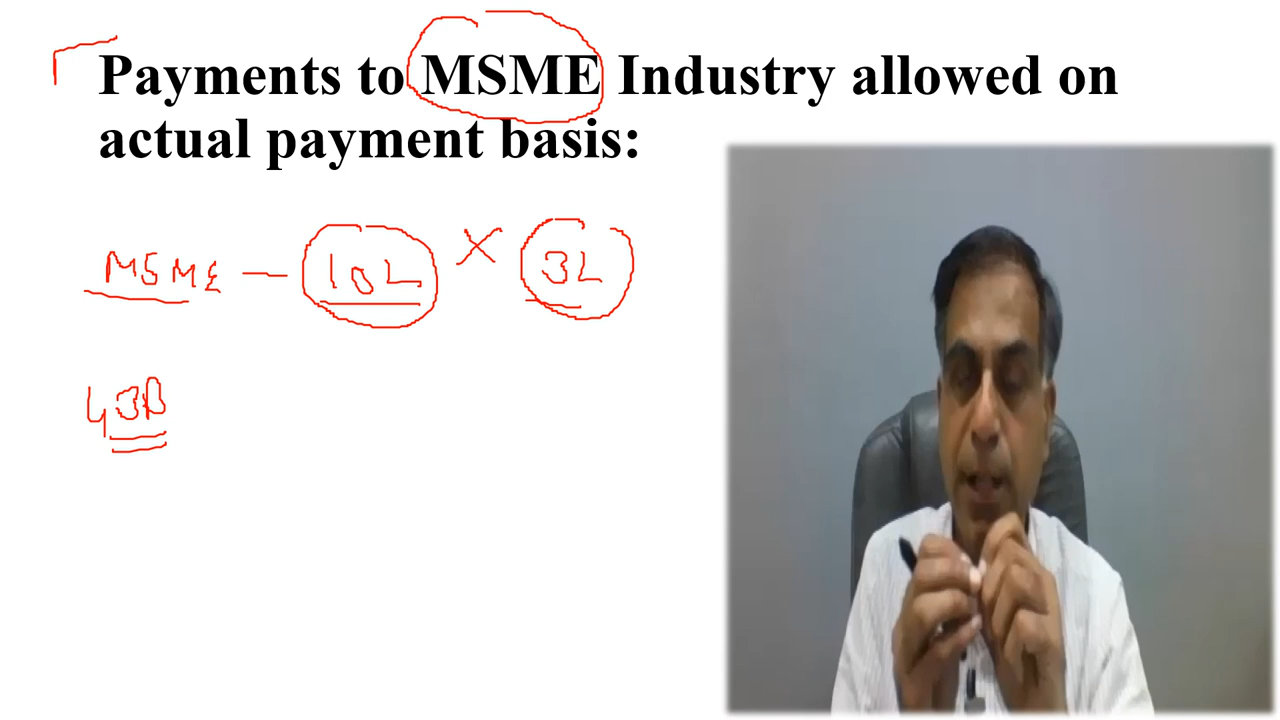 Payments to MSME Industry allowed on
actual payment basis:
MSME — 10L × 3L
43B